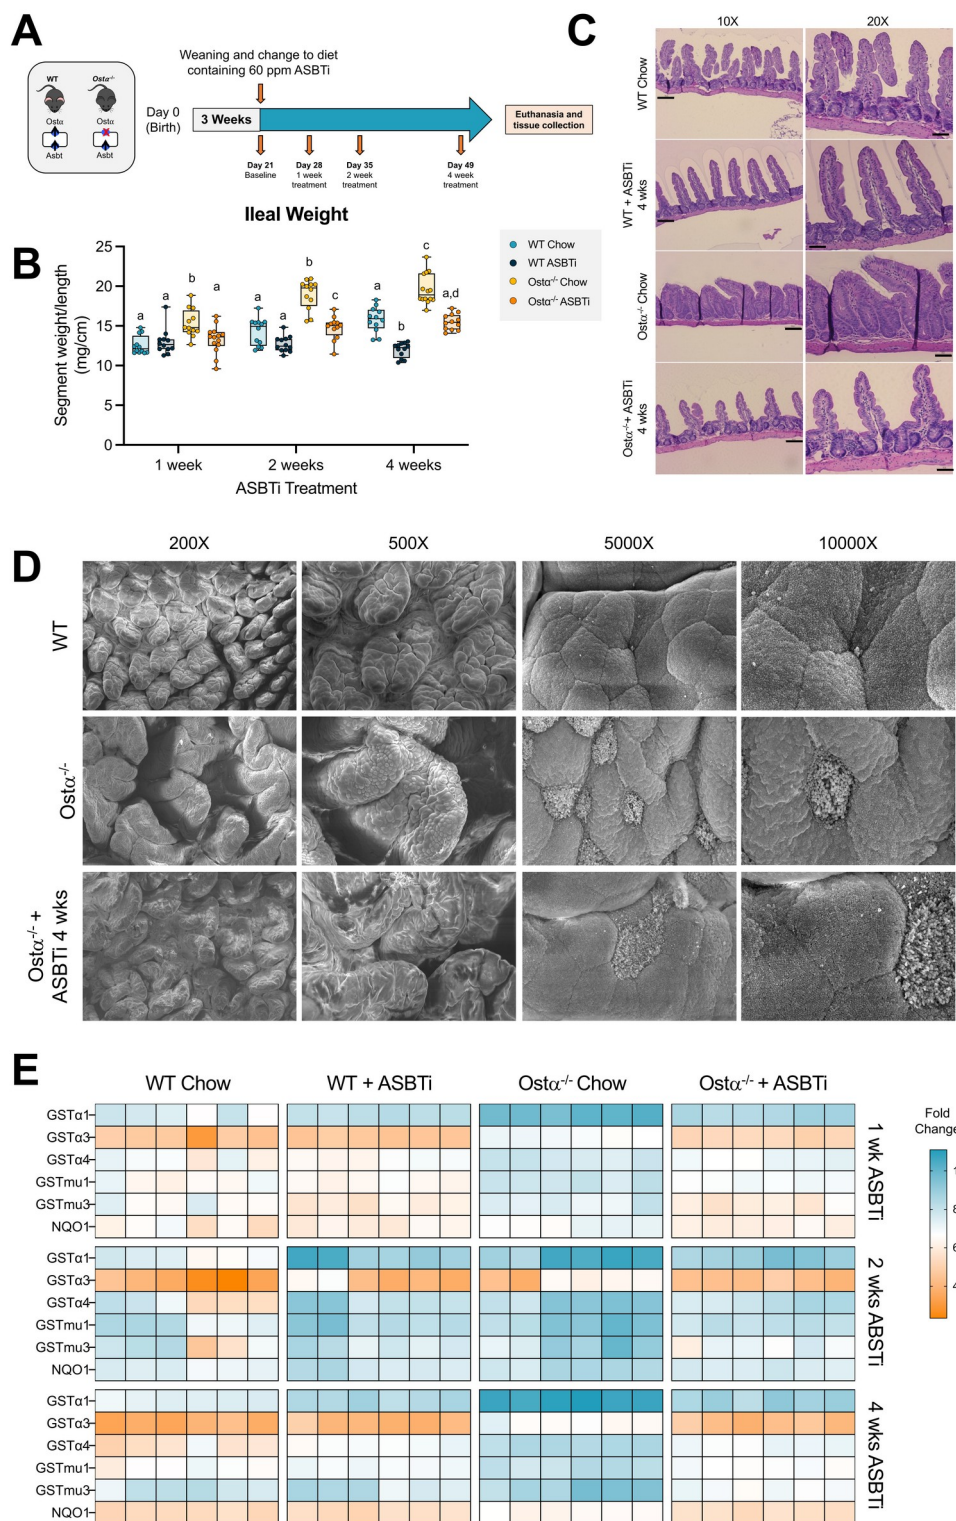 A
WT
Ostα-/-
Ostα
Ostα
Asbt
Asbt
Weaning and change to diet
containing 60 ppm ASBTi
Day 0
(Birth)
3 Weeks
Euthanasia and
tissue collection
Day 21
Baseline
Day 28
1 week
treatment
Day 35
2 week
treatment
Day 49
4 week
treatment
B
Ileal Weight
Segment weight/length
(mg/cm)
25
20
15
10
5
0
a
a
b
a
a
a
b
c
a
b
c
a,d
1 week
2 weeks
4 weeks
ASBTi Treatment
WT Chow
WT ASBTi
Ostα-/- Chow
Ostα-/- ASBTi
C
10X
20X
WT Chow
WT + ASBTi
4 wks
Ostα-/- Chow
Ostα-/-+ ASBTi
4 wks
D
200X
500X
5000X
10000X
WT
Ostα-/-
Ostα-/- +
ASBTi 4 wks
E
WT Chow
WT + ASBTi
Ostα-/- Chow
Ostα-/- + ASBTi
GSTα1
GSTα3
GSTα4
GSTmu1
GSTmu3
NQO1
1 wk ASBTi
GSTα1
GSTα3
GSTα4
GSTmu1
GSTmu3
NQO1
2 wks ABSTi
GSTα1
GSTα3
GSTα4
GSTmu1
GSTmu3
NQO1
4 wks ASBTi
Fold
Change
8
6
4